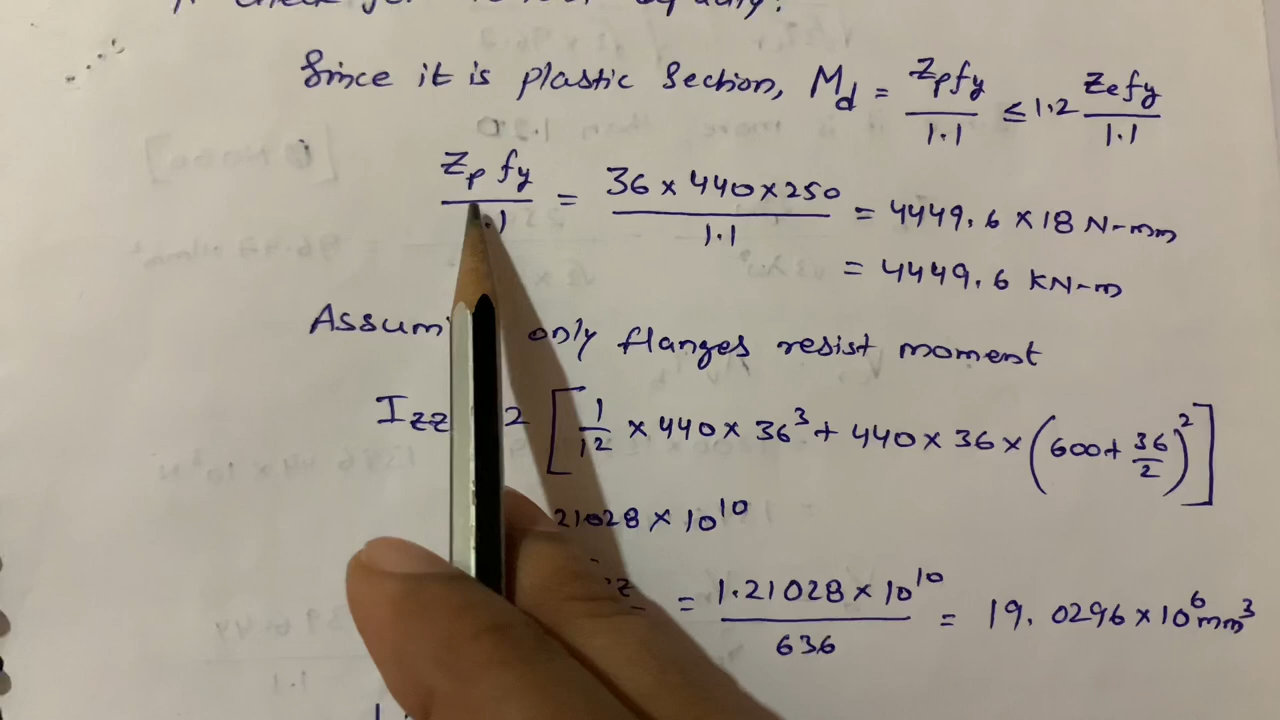 Since it is plastic section, Md = Zpfy/1.1 ≤ 1.2 Zefy/1.1
Zp fy/1.1 = 36 × 440 × 250/1.1 = 4449.6 × 18 N-mm
= 4449.6 KN-m
only flanges resist moment
Izz 2 [1/12 × 440 × 36³ + 440 × 36 × (600 + 36/2)²]
21028 × 10¹⁰
= 1.21028 × 10¹⁰/636 = 19.0296 × 10⁶ mm³